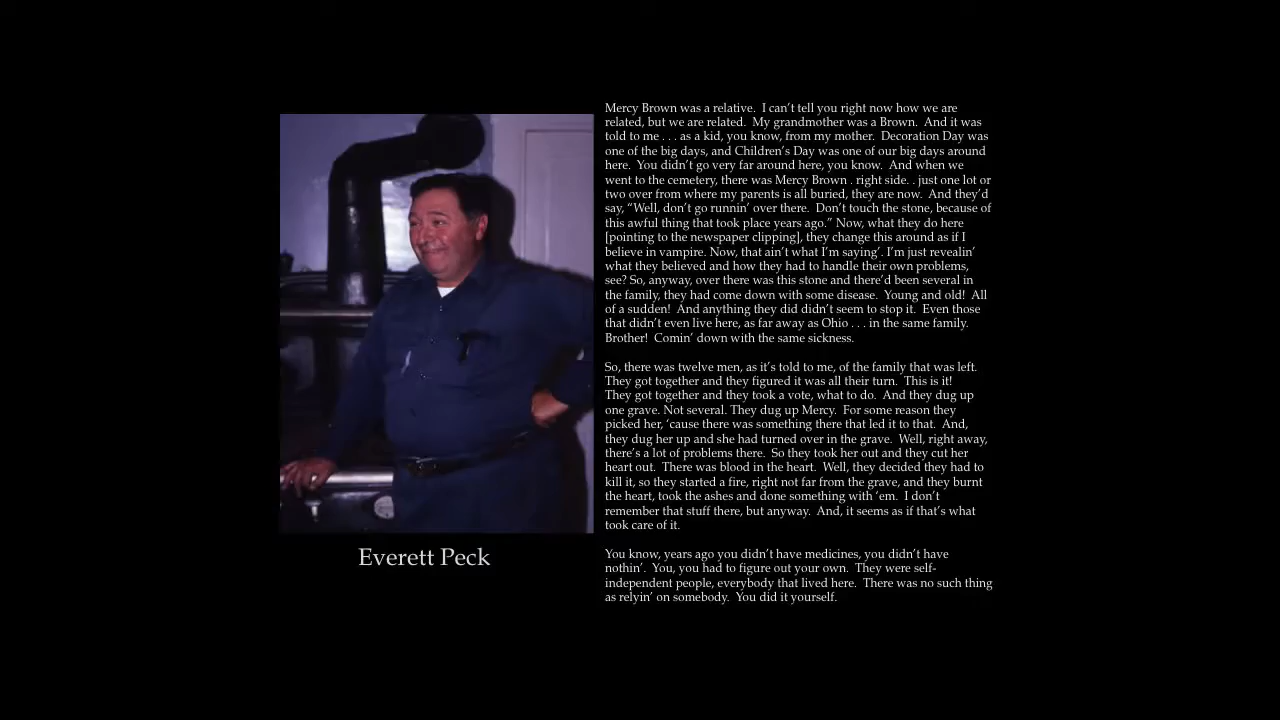 Mercy Brown was a relative. I can't tell you right now how we are
related, but we are related. My grandmother was a Brown. And it was
told to me . . . as a kid, you know, from my mother. Decoration Day was
one of the big days, and Children's Day was one of our big days around
here. You didn't go very far around here, you know. And when we
went to the cemetery, there was Mercy Brown . right side. . just one lot or
two over from where my parents is all buried, they are now. And they'd
say, "Well, don't go runnin' over there. Don't touch the stone, because of
this awful thing that took place years ago." Now, what they do here
[pointing to the newspaper clipping], they change this around as if I
believe in vampire. Now, that ain't what I'm saying'. I'm just revealin'
what they believed and how they had to handle their own problems,
see? So, anyway, over there was this stone and there'd been several in
the family, they had come down with some disease. Young and old! All
of a sudden! And anything they did didn't seem to stop it. Even those
that didn't even live here, as far away as Ohio . . . in the same family.
Brother! Comin' down with the same sickness.
So, there was twelve men, as it's told to me, of the family that was left.
They got together and they figured it was all their turn. This is it!
They got together and they took a vote, what to do. And they dug up
one grave. Not several. They dug up Mercy. For some reason they
picked her, 'cause there was something there that led it to that. And,
they dug her up and she had turned over in the grave. Well, right away,
there's a lot of problems there. So they took her out and they cut her
heart out. There was blood in the heart. Well, they decided they had to
kill it, so they started a fire, right not far from the grave, and they burnt
the heart, took the ashes and done something with 'em. I don't
remember that stuff there, but anyway. And, it seems as if that's what
took care of it.
You know, years ago you didn't have medicines, you didn't have
nothin'. You, you had to figure out your own. They were self-
independent people, everybody that lived here. There was no such thing
as relyin' on somebody. You did it yourself.
Everett Peck